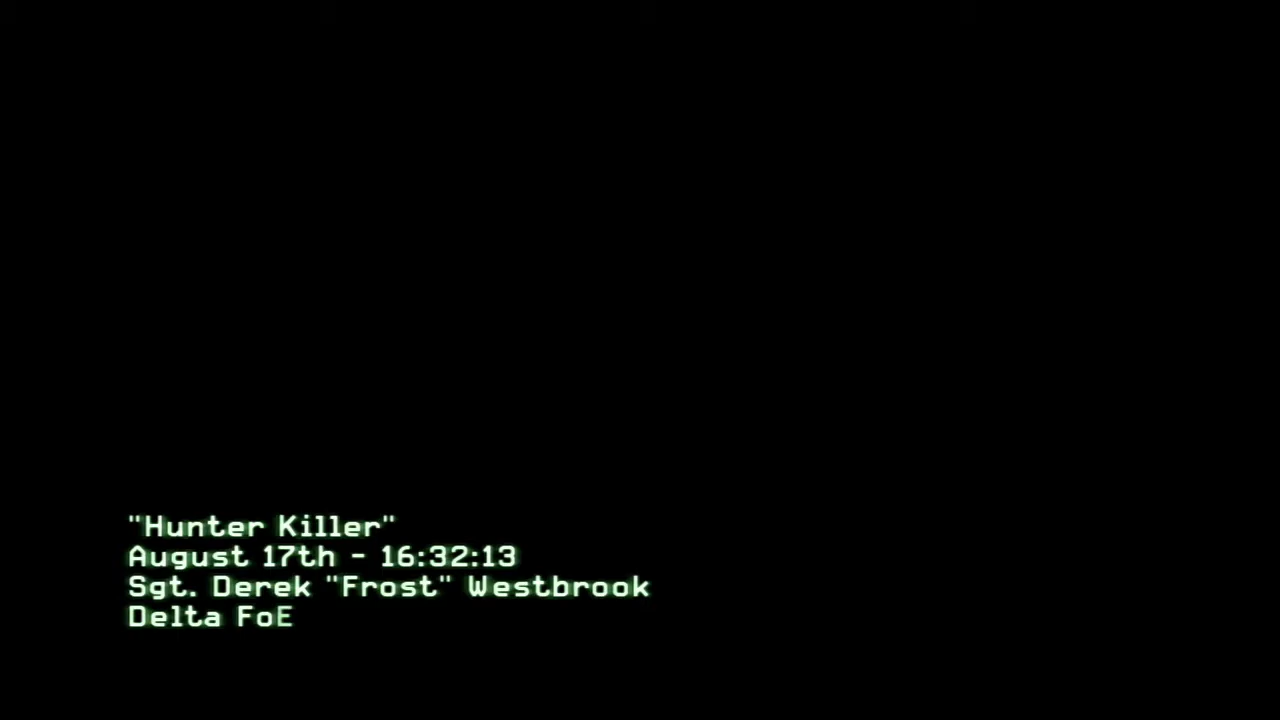 "Hunter Killer"
August 17th - 16:32:13
Sgt. Derek "Frost" Westbrook
Delta FoE